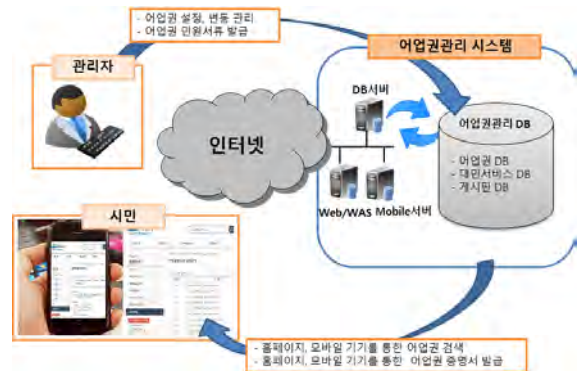 - 어업권 설정, 변동 관리
- 어업권 민원서류 발급
관리자
어업권관리 시스템
DB서버
어업권관리 DB
인터넷
- 어업권 DB
- 대민서비스 DB
- 게시판 DB
Web/WAS Mobile서버
시민
- 홈페이지, 모바일 기기를 통한 어업권 검색
- 홈페이지, 모바일 기기를 통한 어업권 증명서 발급